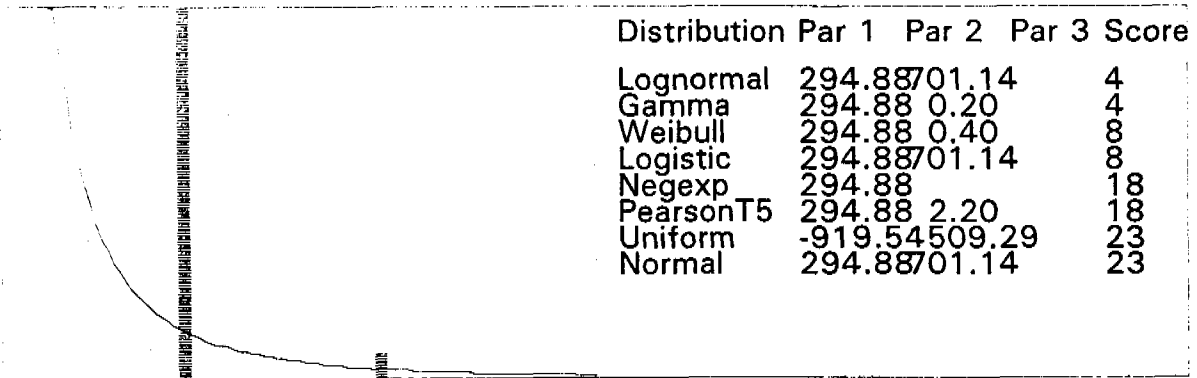 Distribution Par 1 Par 2 Par 3 Score
Lognormal 294.88701.14 4
Gamma 294.88 0.20 4
Weibull 294.88 0.40 8
Logistic 294.88701.14 8
Negexp 294.88 18
PearsonT5 294.88 2.20 18
Uniform -919.54509.29 23
Normal 294.88701.14 23